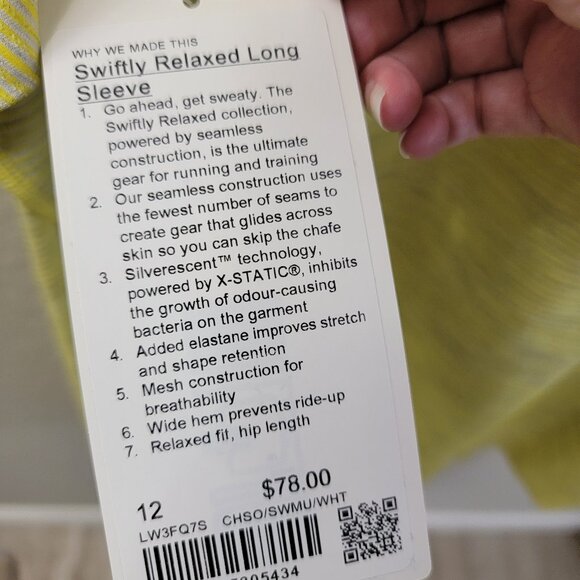 WHY WE MADE THIS
Swiftly Relaxed Long
Sleeve
1. Go ahead, get sweaty. The
Swiftly Relaxed collection,
powered by seamless
construction, is the ultimate
gear for running and training
2. Our seamless construction uses
the fewest number of seams to
create gear that glides across
skin so you can skip the chafe
3. Silverescent™ technology,
powered by X-STATIC®, inhibits
the growth of odour-causing
bacteria on the garment
4. Added elastane improves stretch
and shape retention
5. Mesh construction for
breathability
6. Wide hem prevents ride-up
7. Relaxed fit, hip length
$78.00
12
LW3FQ7S CHSO/SWMU/WHT